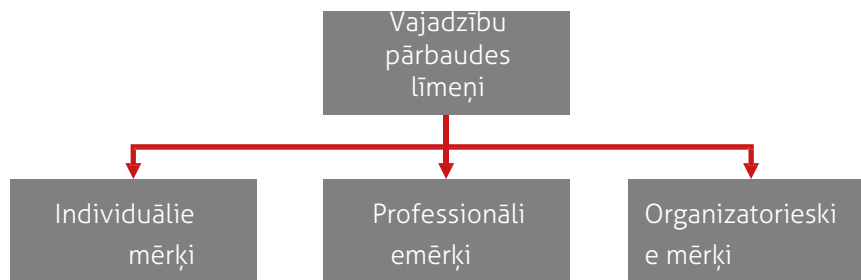 Vajadzību
pārbaudes
līmeņi
Individuālie
mērķi
Professionāli
emērķi
Organizatorieski
e mērķi